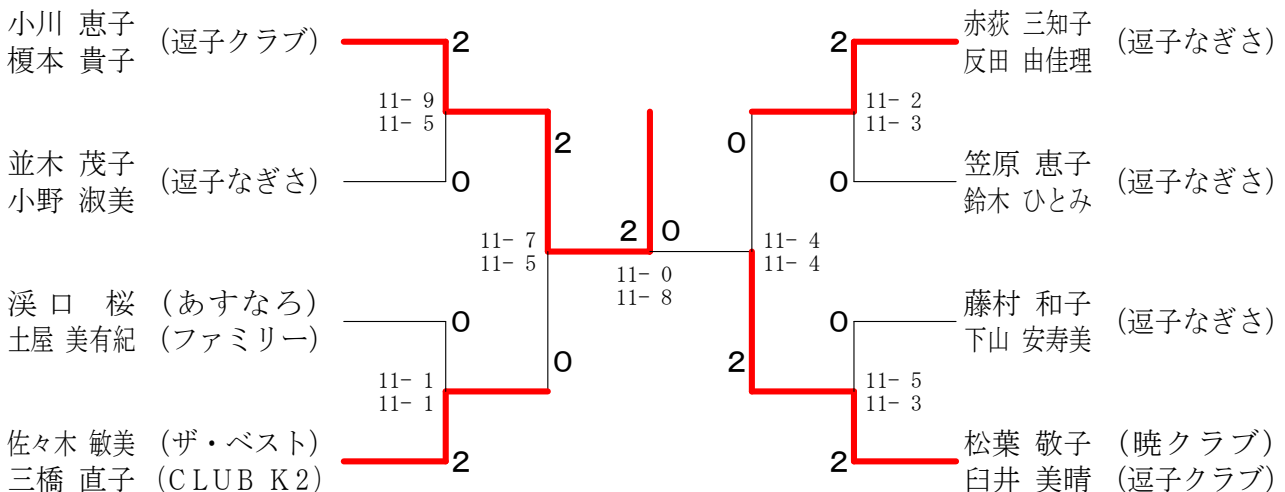 小川 恵子
榎本 貴子
(逗子クラブ)
2
11- 9
11- 5
並木 茂子
小野 淑美
(逗子なぎさ)
0
2
11- 7
11- 5
渓口 桜 (あすなろ)
土屋 美有紀 (ファミリー)
0
11- 1
11- 1
0
佐々木 敏美 (ザ・ベスト)
三橋 直子 (CLUB K2)
2
2 0
11- 0
11- 8
赤荻 三知子
反田 由佳理
(逗子なぎさ)
2
11- 2
11- 3
笠原 恵子
鈴木 ひとみ
(逗子なぎさ)
0
0
11- 4
11- 4
藤村 和子
下山 安寿美
(逗子なぎさ)
0
11- 5
11- 3
2
松葉 敬子 (暁クラブ)
臼井 美晴 (逗子クラブ)
2